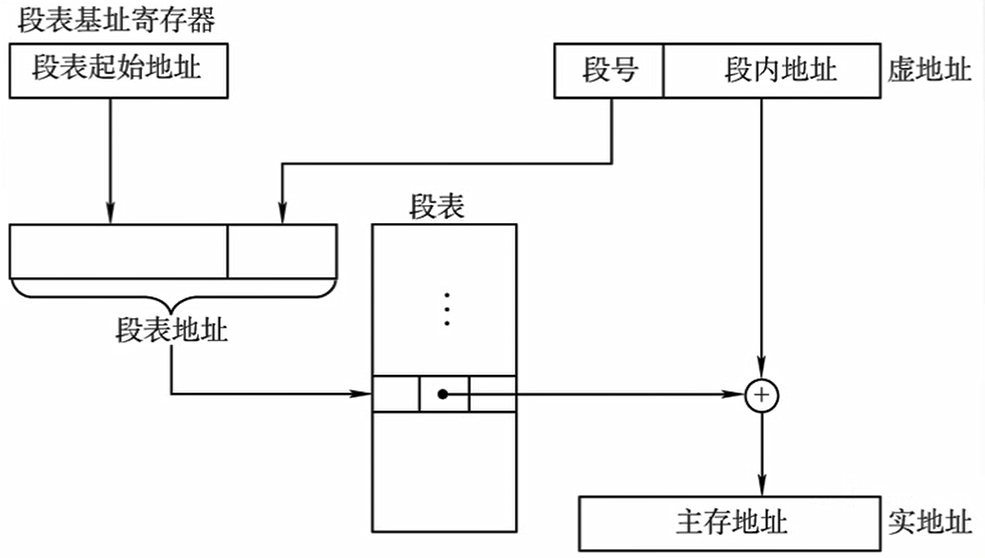 段表基址寄存器
段表起始地址
段号
段内地址
虚地址
段表
⋮
段表地址
+
主存地址
实地址